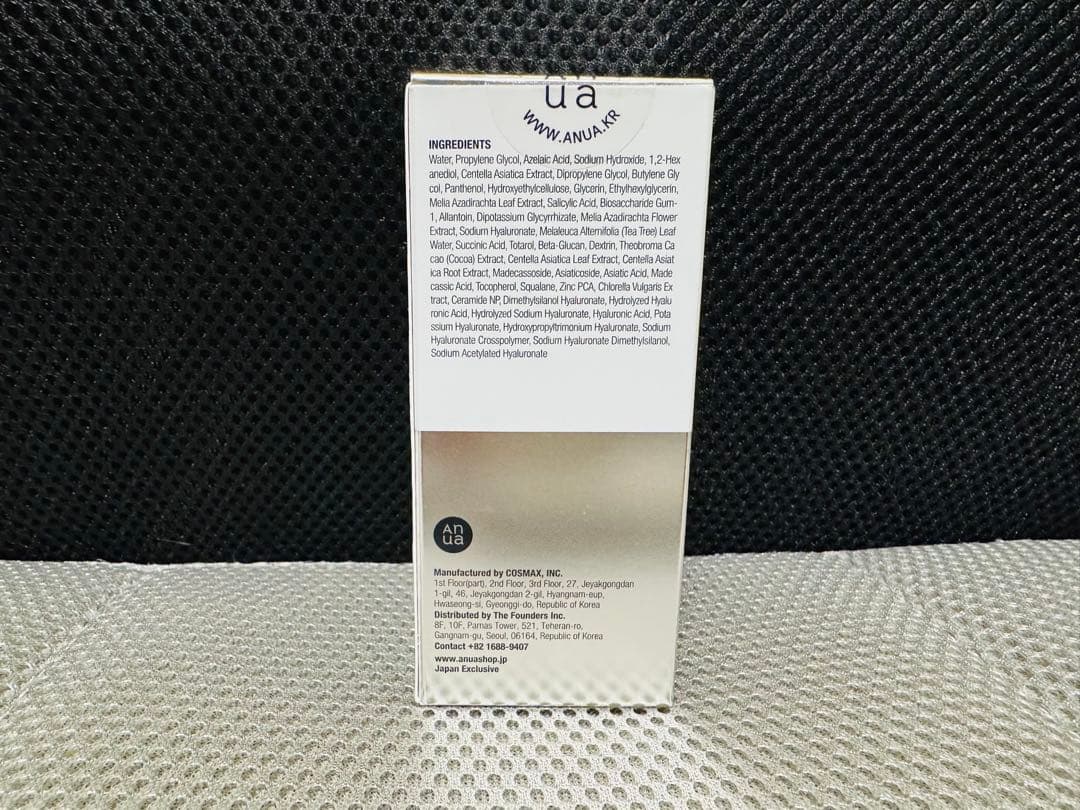 An
ua
WWW.ANUA.KR
INGREDIENTS
Water, Propylene Glycol, Azelaic Acid, Sodium Hydroxide, 1,2-Hex
anediol, Centella Asiatica Extract, Dipropylene Glycol, Butylene Gly
col, Panthenol, Hydroxyethylcellulose, Glycerin, Ethylhexylglycerin,
Melia Azadirachta Leaf Extract, Salicylic Acid, Biosaccharide Gum-
1, Allantoin, Dipotassium Glycyrrhizate, Melia Azadirachta Flower
Extract, Sodium Hyaluronate, Melaleuca Alternifolia (Tea Tree) Leaf
Water, Succinic Acid, Totarol, Beta-Glucan, Dextrin, Theobroma Ca
cao (Cocoa) Extract, Centella Asiatica Leaf Extract, Centella Asiat
ica Root Extract, Madecassoside, Asiaticoside, Asiatic Acid, Made
cassic Acid, Tocopherol, Squalane, Zinc PCA, Chlorella Vulgaris Ex
tract, Ceramide NP, Dimethylsilanol Hyaluronate, Hydrolyzed Hyalu
ronic Acid, Hydrolyzed Sodium Hyaluronate, Hyaluronic Acid, Pota
ssium Hyaluronate, Hydroxypropyltrimonium Hyaluronate, Sodium
Hyaluronate Crosspolymer, Sodium Hyaluronate Dimethylsilanol,
Sodium Acetylated Hyaluronate
An
ua
Manufactured by COSMAX, INC.
1st Floor(part), 2nd Floor, 3rd Floor, 27, Jeyakgongdan
1-gil, 46, Jeyakgongdan 2-gil, Hyangnam-eup,
Hwaseong-si, Gyeonggi-do, Republic of Korea
Distributed by The Founders Inc.
8F, 10F, Parnas Tower, 521, Teheran-ro,
Gangnam-gu, Seoul, 06164, Republic of Korea
Contact +82 1688-9407
www.anuashop.jp
Japan Exclusive